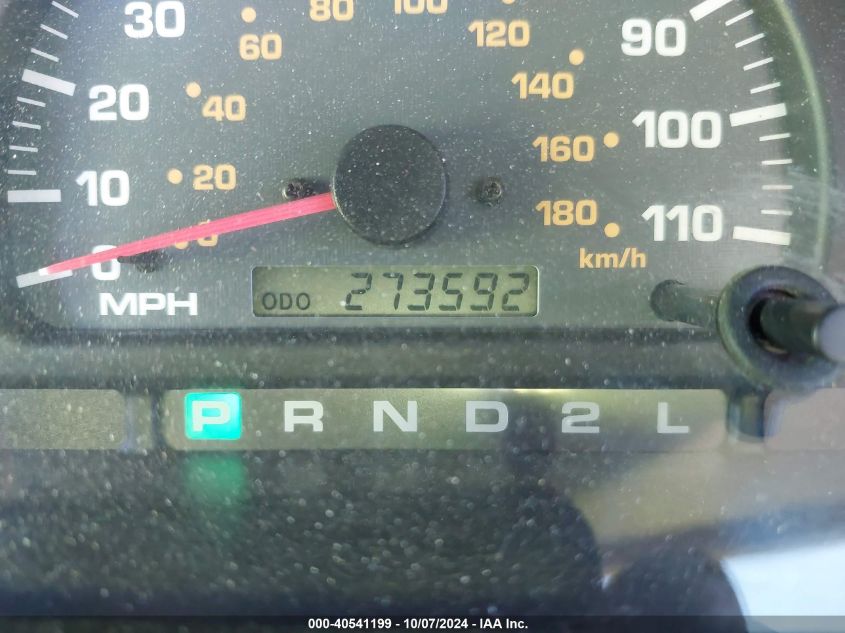 30 60 80 100 120 90
20 40 140 100
10 20 160
0 0 180 110
km/h
MPH
ODO 273592
P R N D 2 L
000-40541199 - 10/07/2024 - IAA Inc.